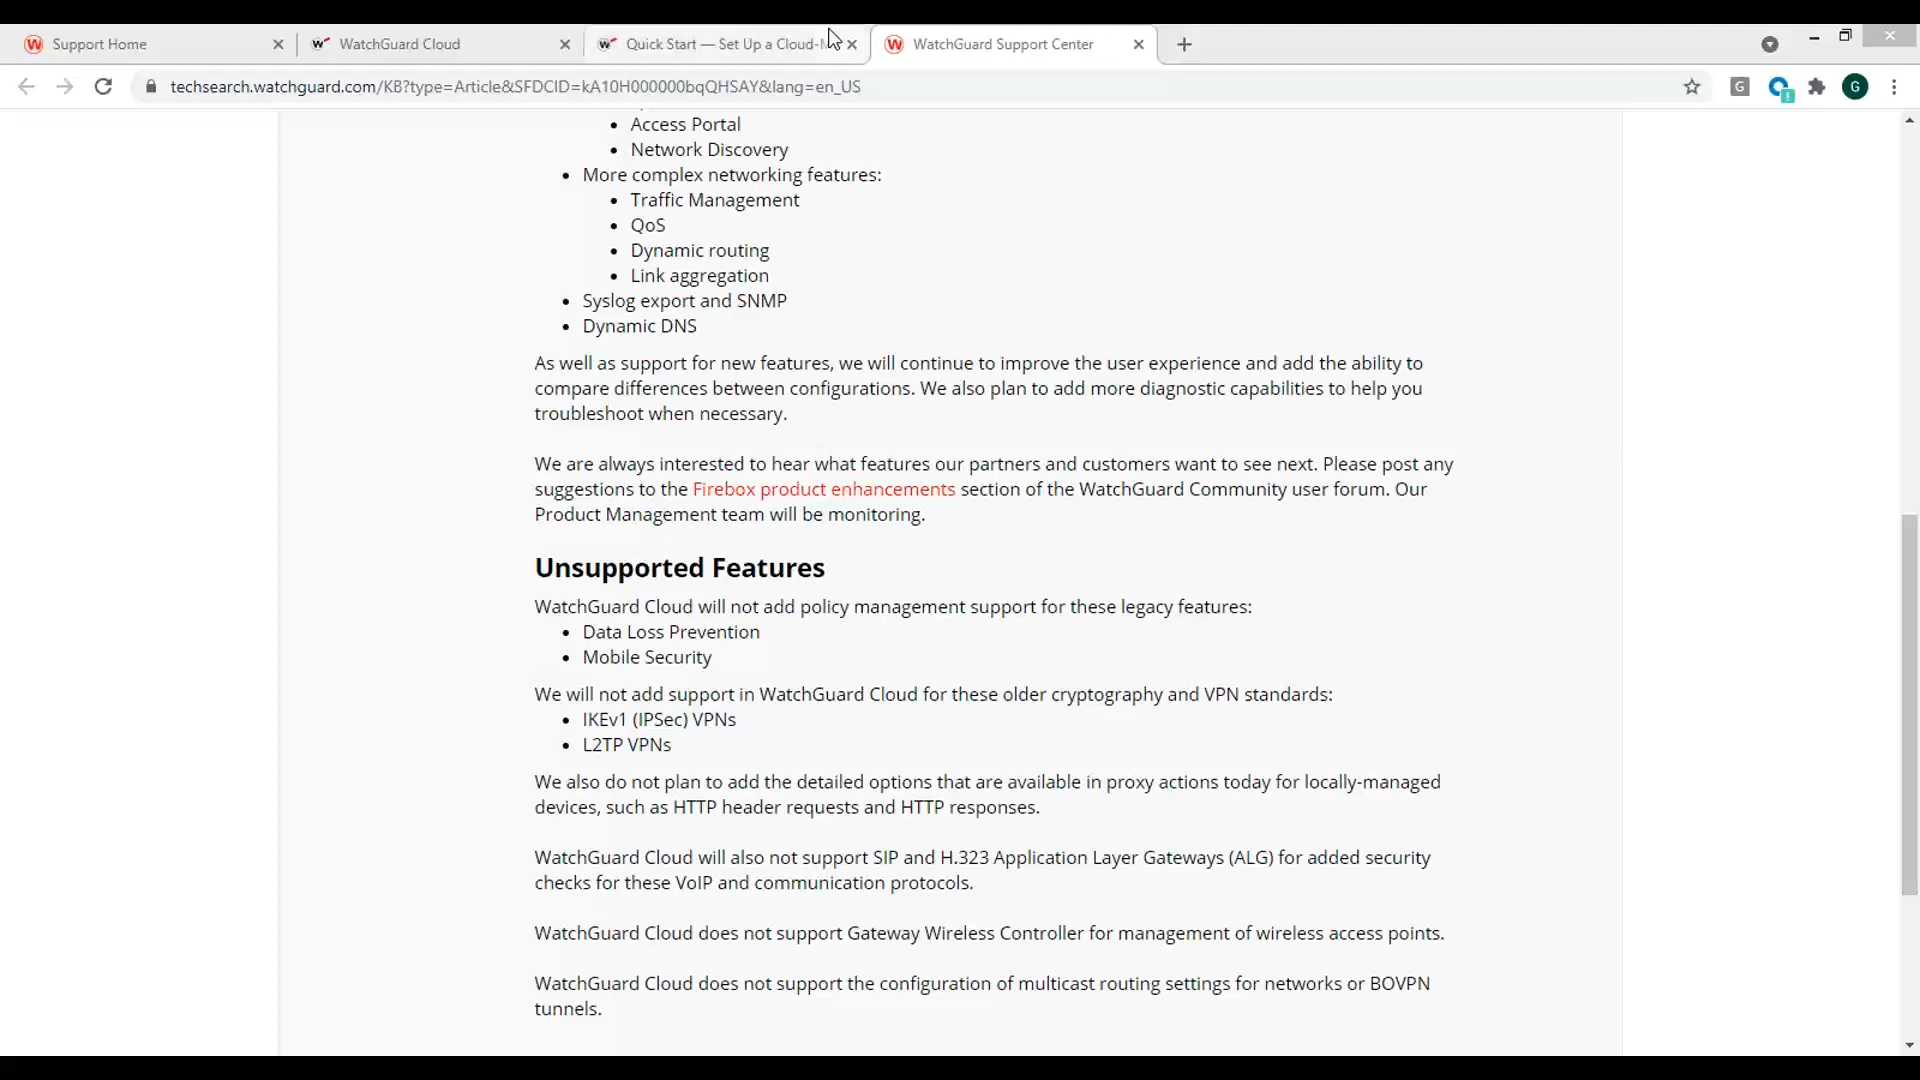 Support Home
WatchGuard Cloud
Quick Start — Set Up a Cloud-
WatchGuard Support Center
techsearch.watchguard.com/KB?type=Article&SFDCID=kA10H000000bqQHSAY&lang=en_US
G
G
• Access Portal
• Network Discovery
• More complex networking features:
• Traffic Management
• QoS
• Dynamic routing
• Link aggregation
• Syslog export and SNMP
• Dynamic DNS
As well as support for new features, we will continue to improve the user experience and add the ability to
compare differences between configurations. We also plan to add more diagnostic capabilities to help you
troubleshoot when necessary.
We are always interested to hear what features our partners and customers want to see next. Please post any
suggestions to the Firebox product enhancements section of the WatchGuard Community user forum. Our
Product Management team will be monitoring.
Unsupported Features
WatchGuard Cloud will not add policy management support for these legacy features:
• Data Loss Prevention
• Mobile Security
We will not add support in WatchGuard Cloud for these older cryptography and VPN standards:
• IKEv1 (IPSec) VPNs
• L2TP VPNs
We also do not plan to add the detailed options that are available in proxy actions today for locally-managed
devices, such as HTTP header requests and HTTP responses.
WatchGuard Cloud will also not support SIP and H.323 Application Layer Gateways (ALG) for added security
checks for these VoIP and communication protocols.
WatchGuard Cloud does not support Gateway Wireless Controller for management of wireless access points.
WatchGuard Cloud does not support the configuration of multicast routing settings for networks or BOVPN
tunnels.